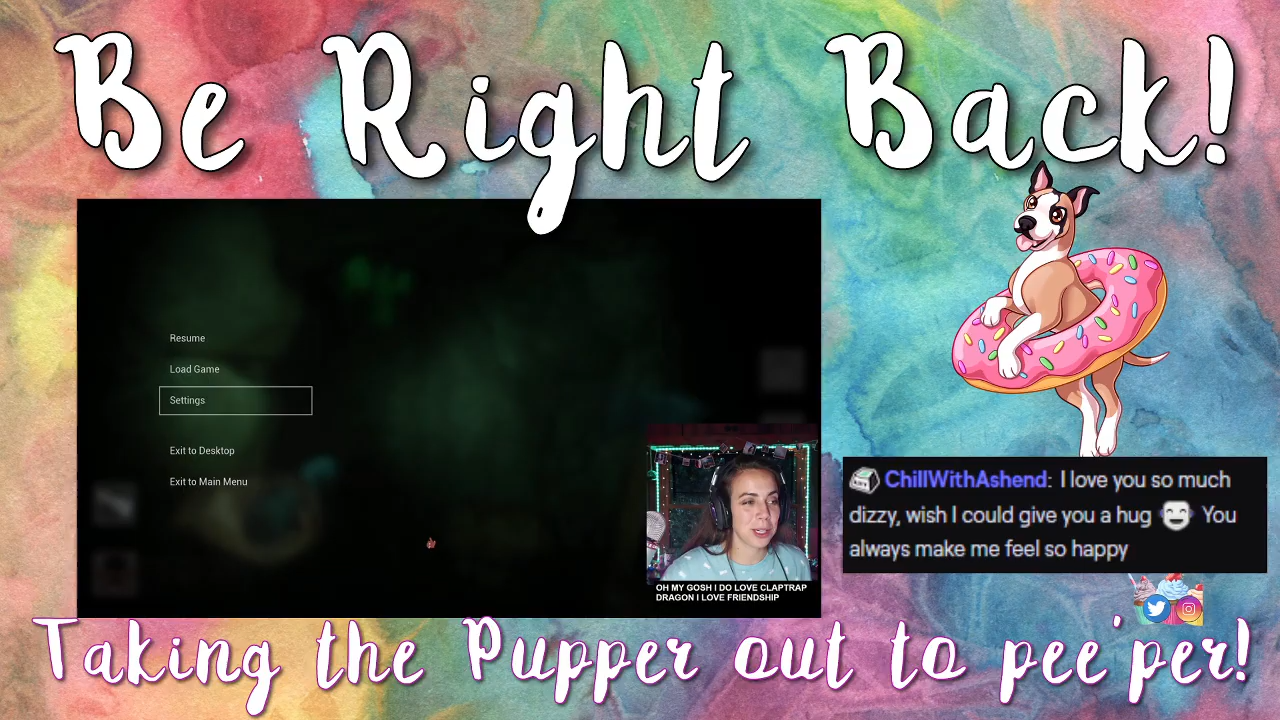 Be Right Back!
Resume
Load Game
Settings
Exit to Desktop
Exit to Main Menu
OH MY GOSH I DO LOVE CLAPTRAP
DRAGON I LOVE FRIENDSHIP
ChillWithAshend: I love you so much
dizzy, wish I could give you a hug You
always make me feel so happy
Taking the Pupper out to pee'per!